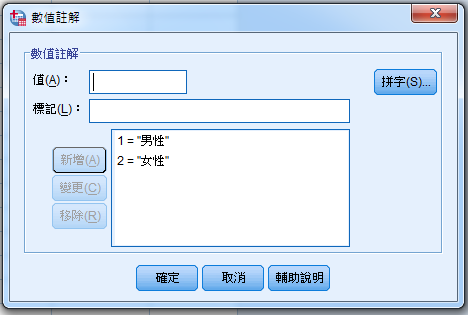 數值註解
數值註解
值(A)：
拼字(S)...
標記(L)：
1 = "男性"
2 = "女性"
新增(A)
變更(C)
移除(R)
確定 取消 輔助說明